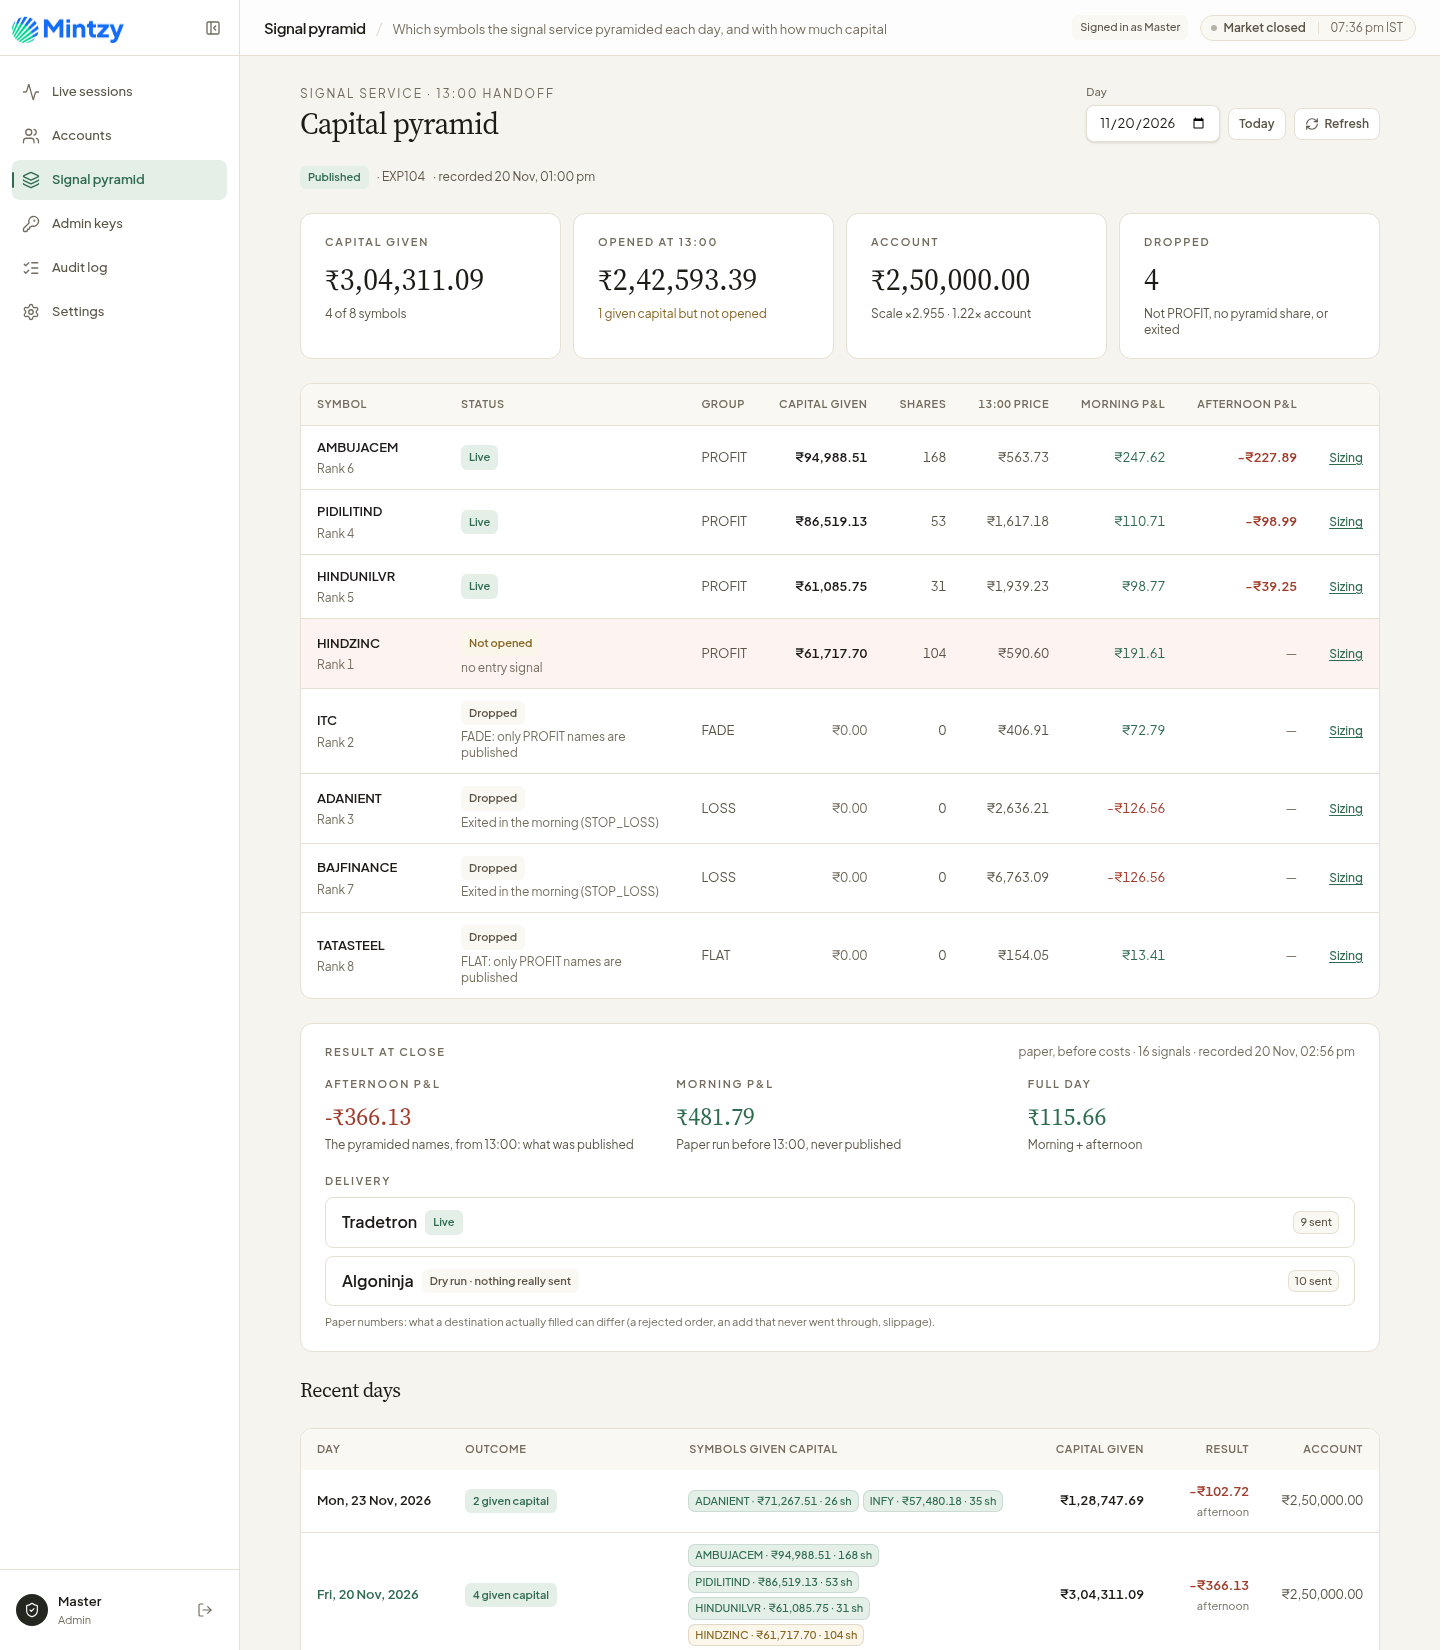 Mintzy
Signal pyramid / Which symbols the signal service pyramided each day, and with how much capital
Signed in as Master
Market closed | 07:36 pm IST
Live sessions
Accounts
Signal pyramid
Admin keys
Audit log
Settings
Master
Admin
SIGNAL SERVICE · 13:00 HANDOFF
Capital pyramid
Day
11/20/2026
Today
Refresh
Published · EXP104 · recorded 20 Nov, 01:00 pm
CAPITAL GIVEN
₹3,04,311.09
4 of 8 symbols
OPENED AT 13:00
₹2,42,593.39
1 given capital but not opened
ACCOUNT
₹2,50,000.00
Scale ×2.955 · 1.22× account
DROPPED
4
Not PROFIT, no pyramid share, or
exited
SYMBOL STATUS GROUP CAPITAL GIVEN SHARES 13:00 PRICE MORNING P&L AFTERNOON P&L
AMBUJACEM
Rank 6
Live PROFIT ₹94,988.51 168 ₹563.73 ₹247.62 -₹227.89 Sizing
PIDILITIND
Rank 4
Live PROFIT ₹86,519.13 53 ₹1,617.18 ₹110.71 -₹98.99 Sizing
HINDUNILVR
Rank 5
Live PROFIT ₹61,085.75 31 ₹1,939.23 ₹98.77 -₹39.25 Sizing
HINDZINC
Rank 1
Not opened
no entry signal
PROFIT ₹61,717.70 104 ₹590.60 ₹191.61 — Sizing
ITC
Rank 2
Dropped
FADE: only PROFIT names are
published
FADE ₹0.00 0 ₹406.91 ₹72.79 — Sizing
ADANIENT
Rank 3
Dropped
Exited in the morning (STOP_LOSS)
LOSS ₹0.00 0 ₹2,636.21 -₹126.56 — Sizing
BAJFINANCE
Rank 7
Dropped
Exited in the morning (STOP_LOSS)
LOSS ₹0.00 0 ₹6,763.09 -₹126.56 — Sizing
TATASTEEL
Rank 8
Dropped
FLAT: only PROFIT names are
published
FLAT ₹0.00 0 ₹154.05 ₹13.41 — Sizing
RESULT AT CLOSE
paper, before costs · 16 signals · recorded 20 Nov, 02:56 pm
AFTERNOON P&L
-₹366.13
The pyramided names, from 13:00: what was published
MORNING P&L
₹481.79
Paper run before 13:00, never published
FULL DAY
₹115.66
Morning + afternoon
DELIVERY
Tradetron Live 9 sent
Algoninja Dry run · nothing really sent 10 sent
Paper numbers: what a destination actually filled can differ (a rejected order, an add that never went through, slippage).
Recent days
DAY OUTCOME SYMBOLS GIVEN CAPITAL CAPITAL GIVEN RESULT ACCOUNT
Mon, 23 Nov, 2026 2 given capital ADANIENT · ₹71,267.51 · 26 sh INFY · ₹57,480.18 · 35 sh ₹1,28,747.69 -₹102.72 ₹2,50,000.00
afternoon
AMBUJACEM · ₹94,988.51 · 168 sh
PIDILITIND · ₹86,519.13 · 53 sh
HINDUNILVR · ₹61,085.75 · 31 sh
HINDZINC · ₹61,717.70 · 104 sh
Fri, 20 Nov, 2026 4 given capital ₹3,04,311.09 -₹366.13 ₹2,50,000.00
afternoon